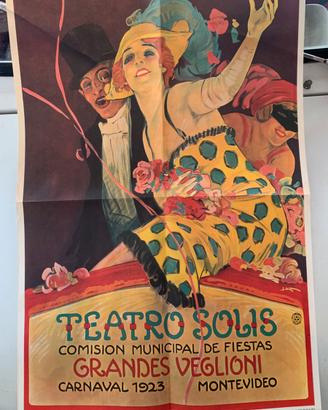 TEATRO SOLIS
COMISION MUNICIPAL DE FIESTAS
GRANDES VEGLIONI
CARNAVAL 1923 MONTEVIDEO